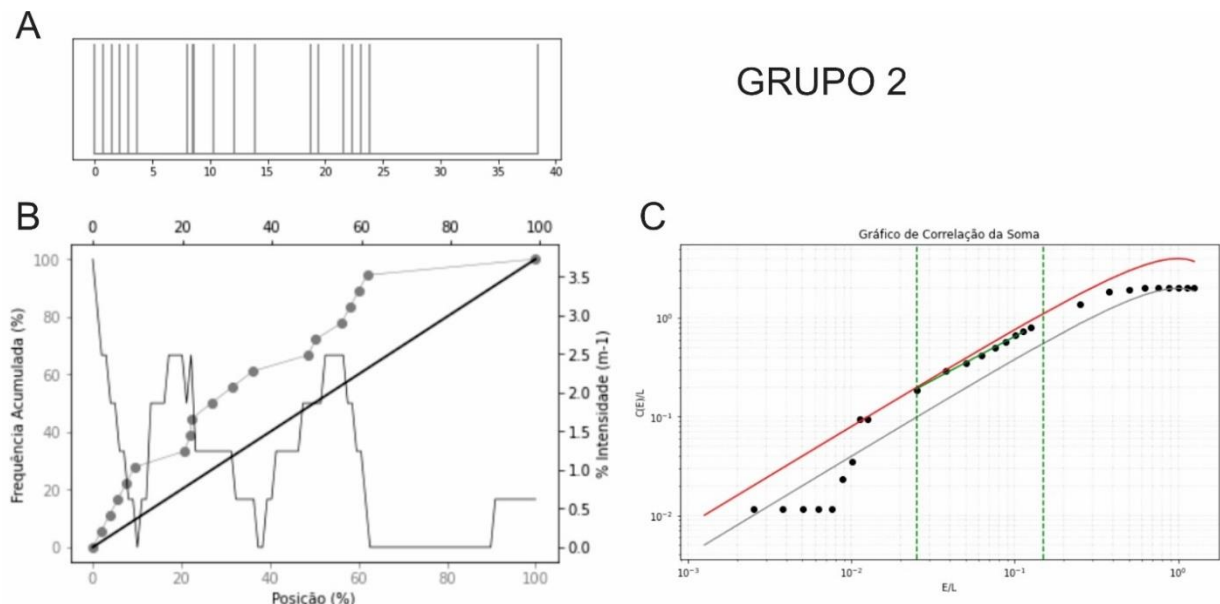 A
GRUPO 2
0 5 10 15 20 25 30 35 40
B
0 20 40 60 80 100
Frequência Acumulada (%)
100
80
60
40
20
0
3.5
3.0
2.5
2.0
1.5
1.0
0.5
0.0
% Intensidade (m-1)
0 20 40 60 80 100
Posição (%)
C
Gráfico de Correlação da Soma
C(E)/L
10⁰
10⁻¹
10⁻²
10⁻³ 10⁻² 10⁻¹ 10⁰
E/L